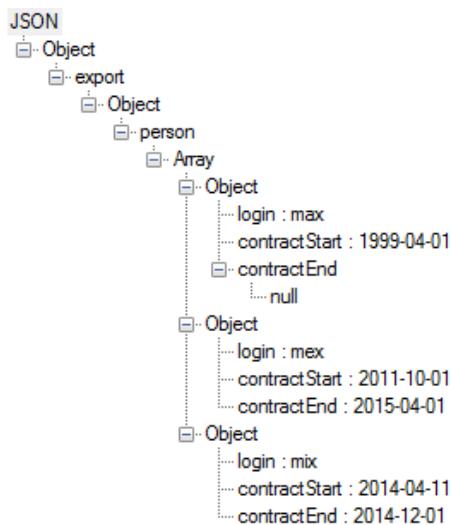 JSON
Object
export
Object
person
Array
Object
login : max
contractStart : 1999-04-01
contractEnd
null
Object
login : mex
contractStart : 2011-10-01
contractEnd : 2015-04-01
Object
login : mix
contractStart : 2014-04-11
contractEnd : 2014-12-01